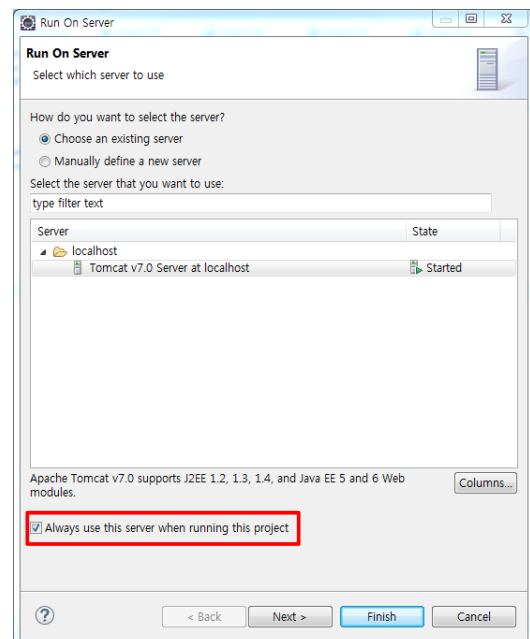 Run On Server
Run On Server
Select which server to use
How do you want to select the server?
Choose an existing server
Manually define a new server
Select the server that you want to use:
type filter text
Server State
localhost
Tomcat v7.0 Server at localhost Started
Apache Tomcat v7.0 supports J2EE 1.2, 1.3, 1.4, and Java EE 5 and 6 Web
modules.
Columns...
Always use this server when running this project
? < Back Next > Finish Cancel